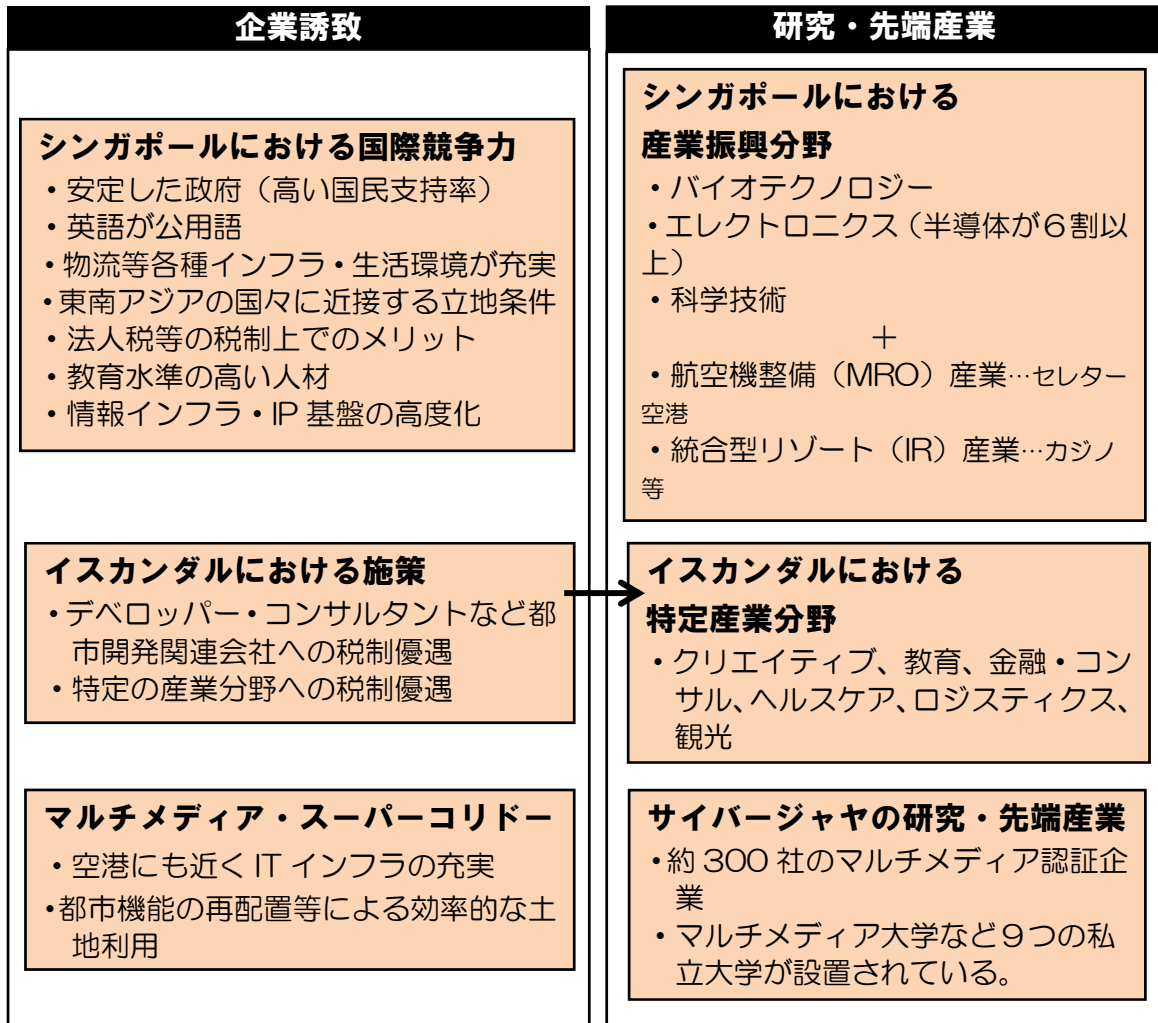 企業誘致
シンガポールにおける国際競争力
・安定した政府（高い国民支持率）
・英語が公用語
・物流等各種インフラ・生活環境が充実
・東南アジアの国々に近接する立地条件
・法人税等の税制上でのメリット
・教育水準の高い人材
・情報インフラ・IP 基盤の高度化
イスカンダルにおける施策
・デベロッパー・コンサルタントなど都
市開発関連会社への税制優遇
・特定の産業分野への税制優遇
マルチメディア・スーパーコリドー
・空港にも近く IT インフラの充実
・都市機能の再配置等による効率的な土
地利用
研究・先端産業
シンガポールにおける
産業振興分野
・バイオテクノロジー
・エレクトロニクス（半導体が６割以
上）
・科学技術
＋
・航空機整備（MRO）産業…セレター
空港
・統合型リゾート（IR）産業…カジノ
等
イスカンダルにおける
特定産業分野
・クリエイティブ、教育、金融・コン
サル、ヘルスケア、ロジスティクス、
観光
サイバージャヤの研究・先端産業
・約 300 社のマルチメディア認証企
業
・マルチメディア大学など９つの私
立大学が設置されている。